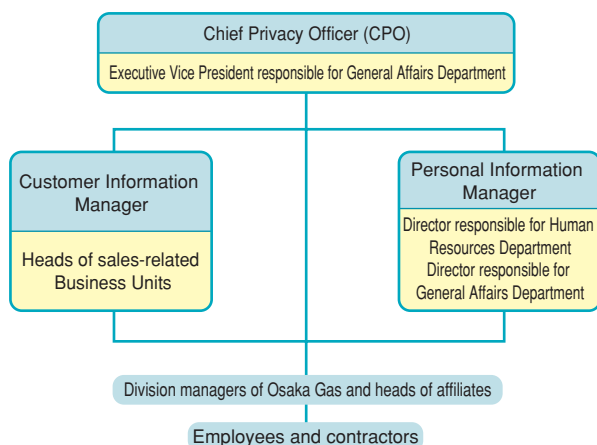 Chief Privacy Officer (CPO)
Executive Vice President responsible for General Affairs Department
Customer Information
Manager
Heads of sales-related
Business Units
Personal Information
Manager
Director responsible for Human
Resources Department
Director responsible for
General Affairs Department
Division managers of Osaka Gas and heads of affiliates
Employees and contractors